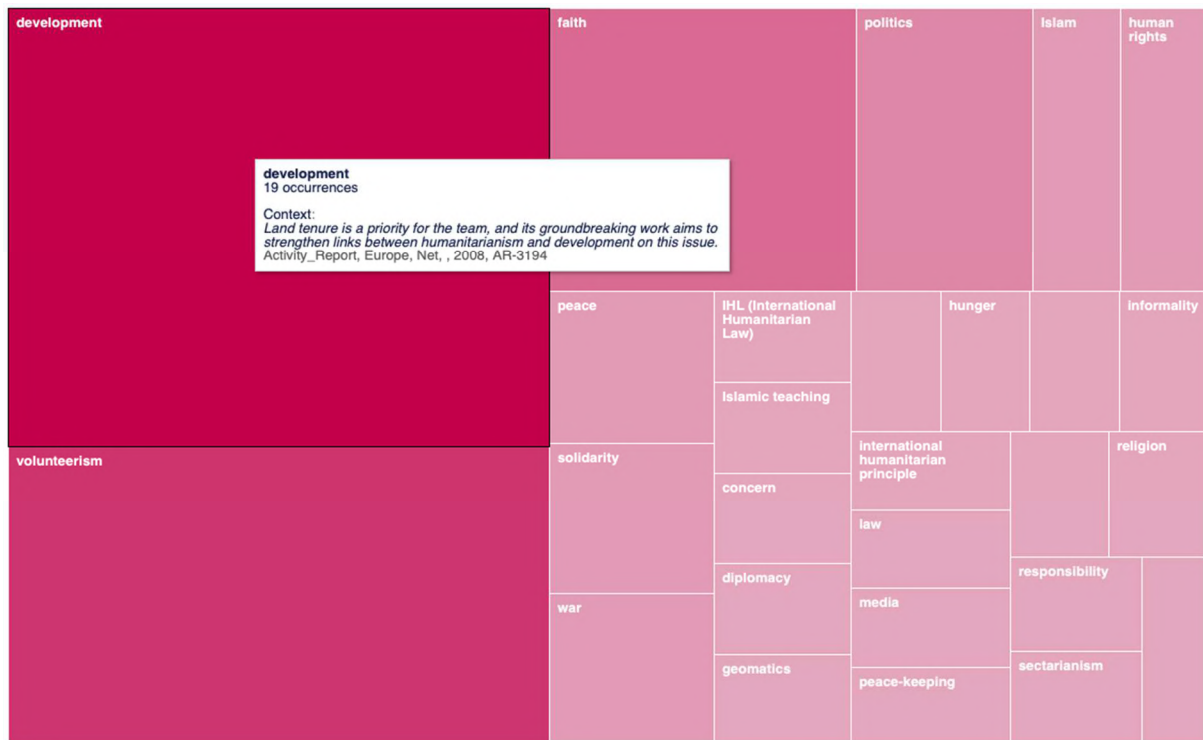 development
faith
politics
Islam
human
rights
development
19 occurrences
Context:
Land tenure is a priority for the team, and its groundbreaking work aims to
strengthen links between humanitarianism and development on this issue.
Activity_Report, Europe, Net, , 2008, AR-3194
peace
IHL (International
Humanitarian
Law)
hunger
informality
Islamic teaching
volunteerism
solidarity
international
humanitarian
principle
religion
concern
law
diplomacy
responsibility
war
media
geomatics
sectarianism
peace-keeping